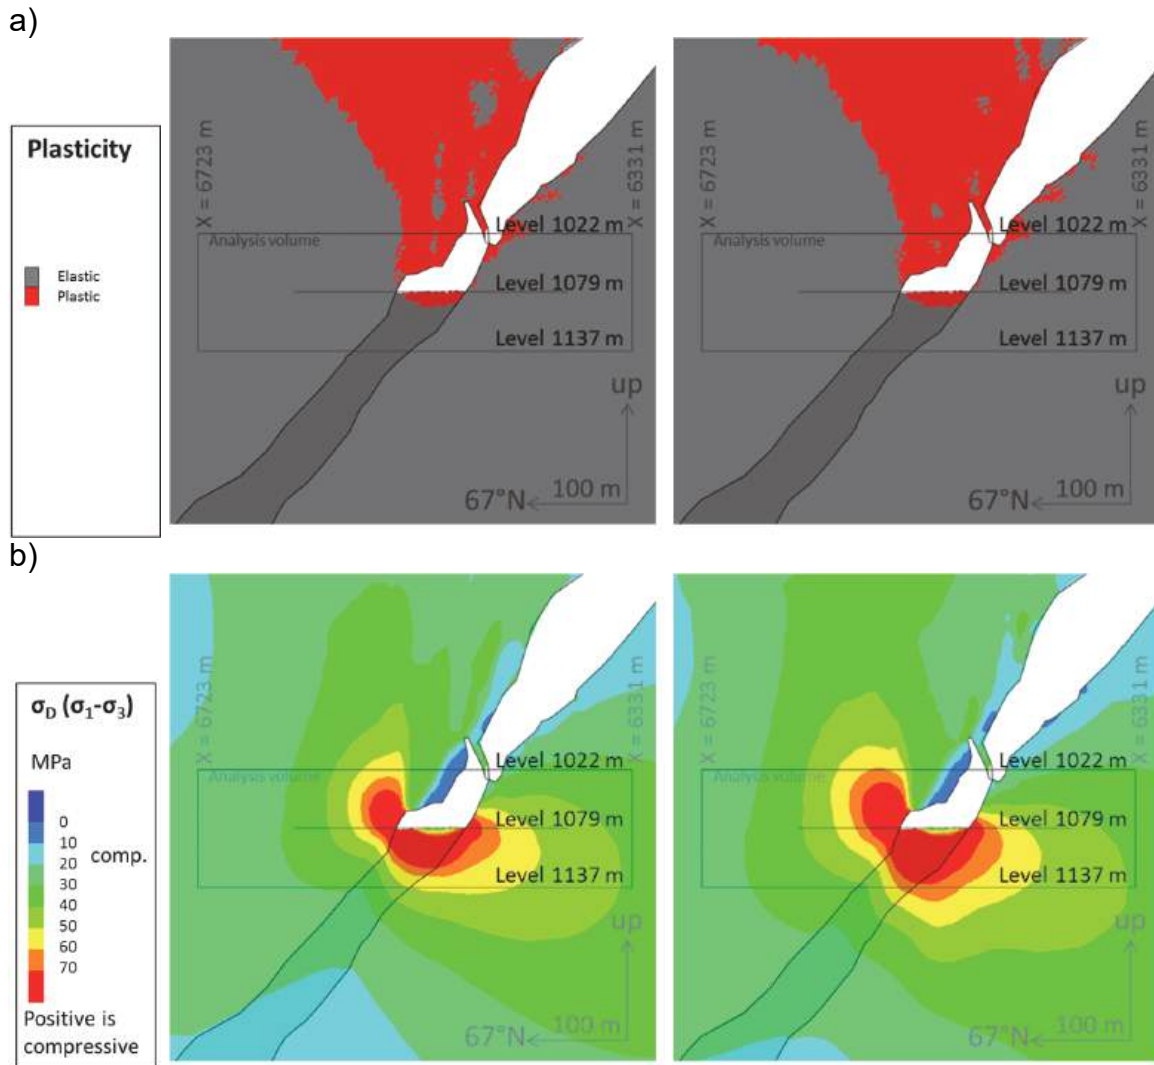 a)
Plasticity
Elastic
Plastic
X = 6723 m
X = 6331 m
Level 1022 m
Analysis volume
Level 1079 m
Level 1137 m
up
100 m
67°N
X = 6723 m
X = 6331 m
Level 1022 m
Analysis volume
Level 1079 m
Level 1137 m
up
100 m
67°N
b)
σD (σ1-σ3)
MPa
0
10
20
comp.
30
40
50
60
70
Positive is
compressive
X = 6723 m
X = 6331 m
Level 1022 m
Analysis volume
Level 1079 m
Level 1137 m
up
100 m
67°N
X = 6723 m
X = 6331 m
Level 1022 m
Analysis volume
Level 1079 m
Level 1137 m
up
100 m
67°N